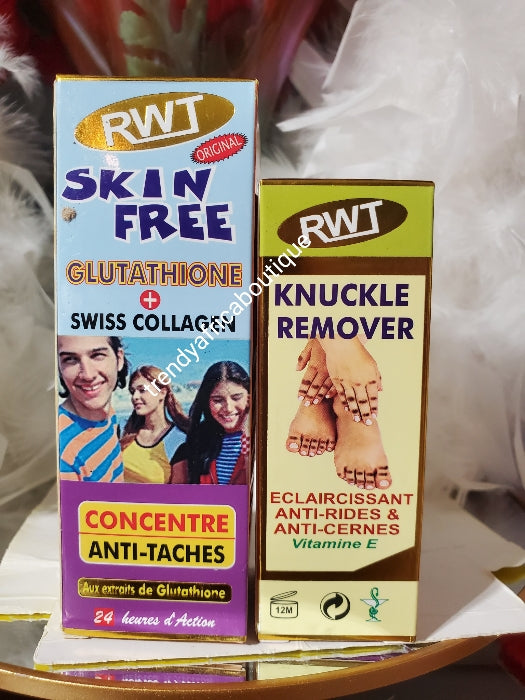 RWT
ORIGINAL
SKIN
FREE
GLUTATHIONE
+
SWISS COLLAGEN
CONCENTRE
ANTI-TACHES
Aux extraits de Glutathione
24 heures d'Action
RWT
KNUCKLE
REMOVER
ECLAIRCISSANT
ANTI-RIDES &
ANTI-CERNES
Vitamine E
12M
trendyafricaboutique